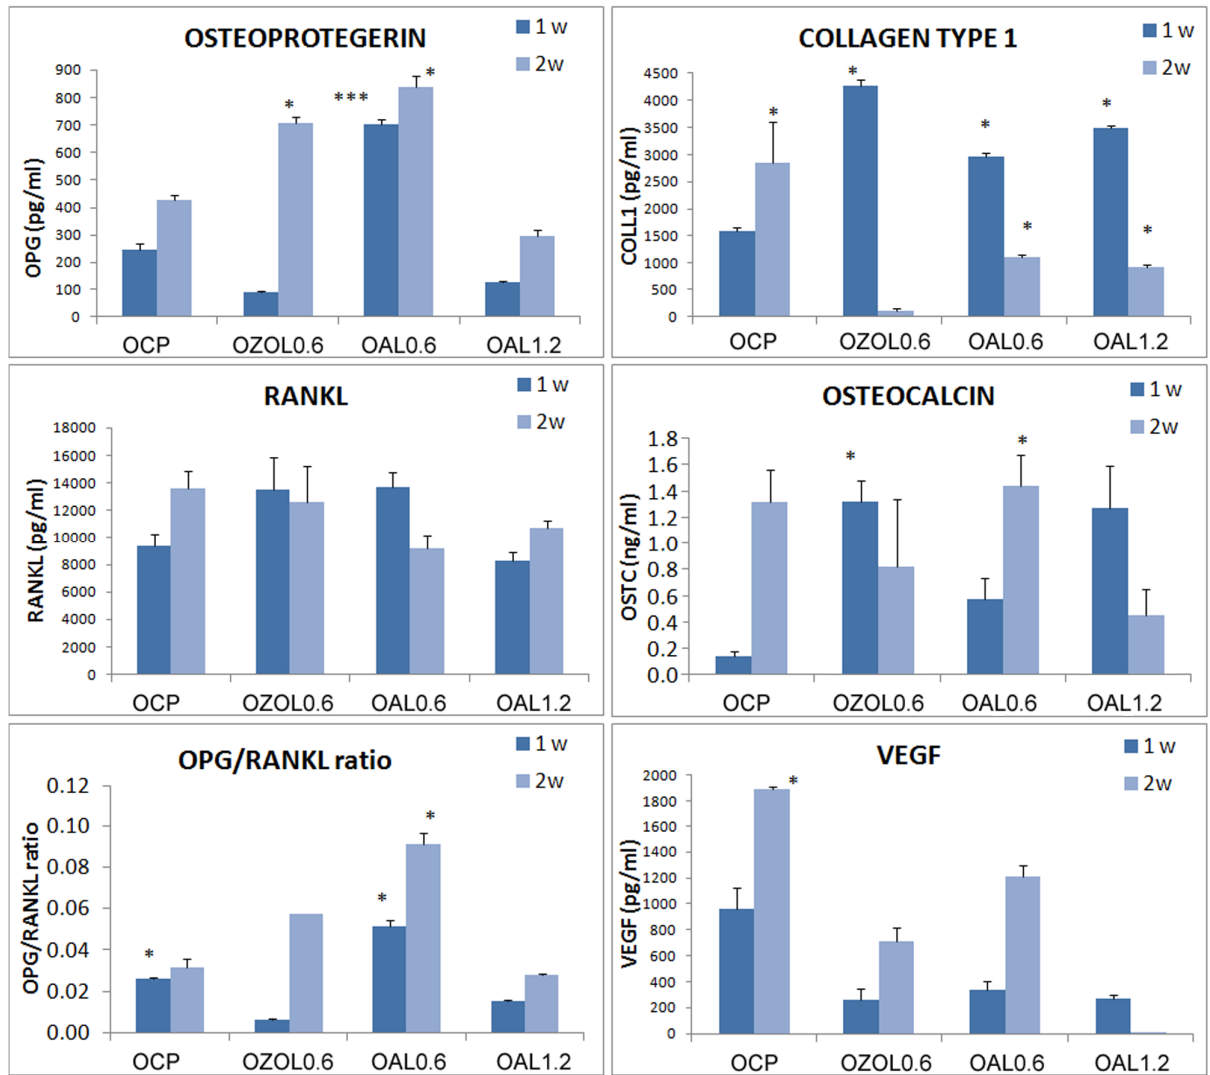 OSTEOPROTEGERIN
1 w
2w
OPG (pg/ml)
900
800
700
600
500
400
300
200
100
0
*
***
*
OCP
OZOL0.6
OAL0.6
OAL1.2
COLLAGEN TYPE 1
1 w
2w
COLL1 (pg/ml)
4500
4000
3500
3000
2500
2000
1500
1000
500
0
*
*
*
*
*
*
OCP
OZOL0.6
OAL0.6
OAL1.2
RANKL
1 w
2w
RANKL (pg/ml)
18000
16000
14000
12000
10000
8000
6000
4000
2000
0
OCP
OZOL0.6
OAL0.6
OAL1.2
OSTEOCALCIN
1 w
2w
OSTC (ng/ml)
1.8
1.6
1.4
1.2
1.0
0.8
0.6
0.4
0.2
0.0
*
*
OCP
OZOL0.6
OAL0.6
OAL1.2
OPG/RANKL ratio
1 w
2w
OPG/RANKL ratio
0.12
0.10
0.08
0.06
0.04
0.02
0.00
*
*
*
OCP
OZOL0.6
OAL0.6
OAL1.2
VEGF
1 w
2w
VEGF (pg/ml)
2000
1800
1600
1400
1200
1000
800
600
400
200
0
*
OCP
OZOL0.6
OAL0.6
OAL1.2